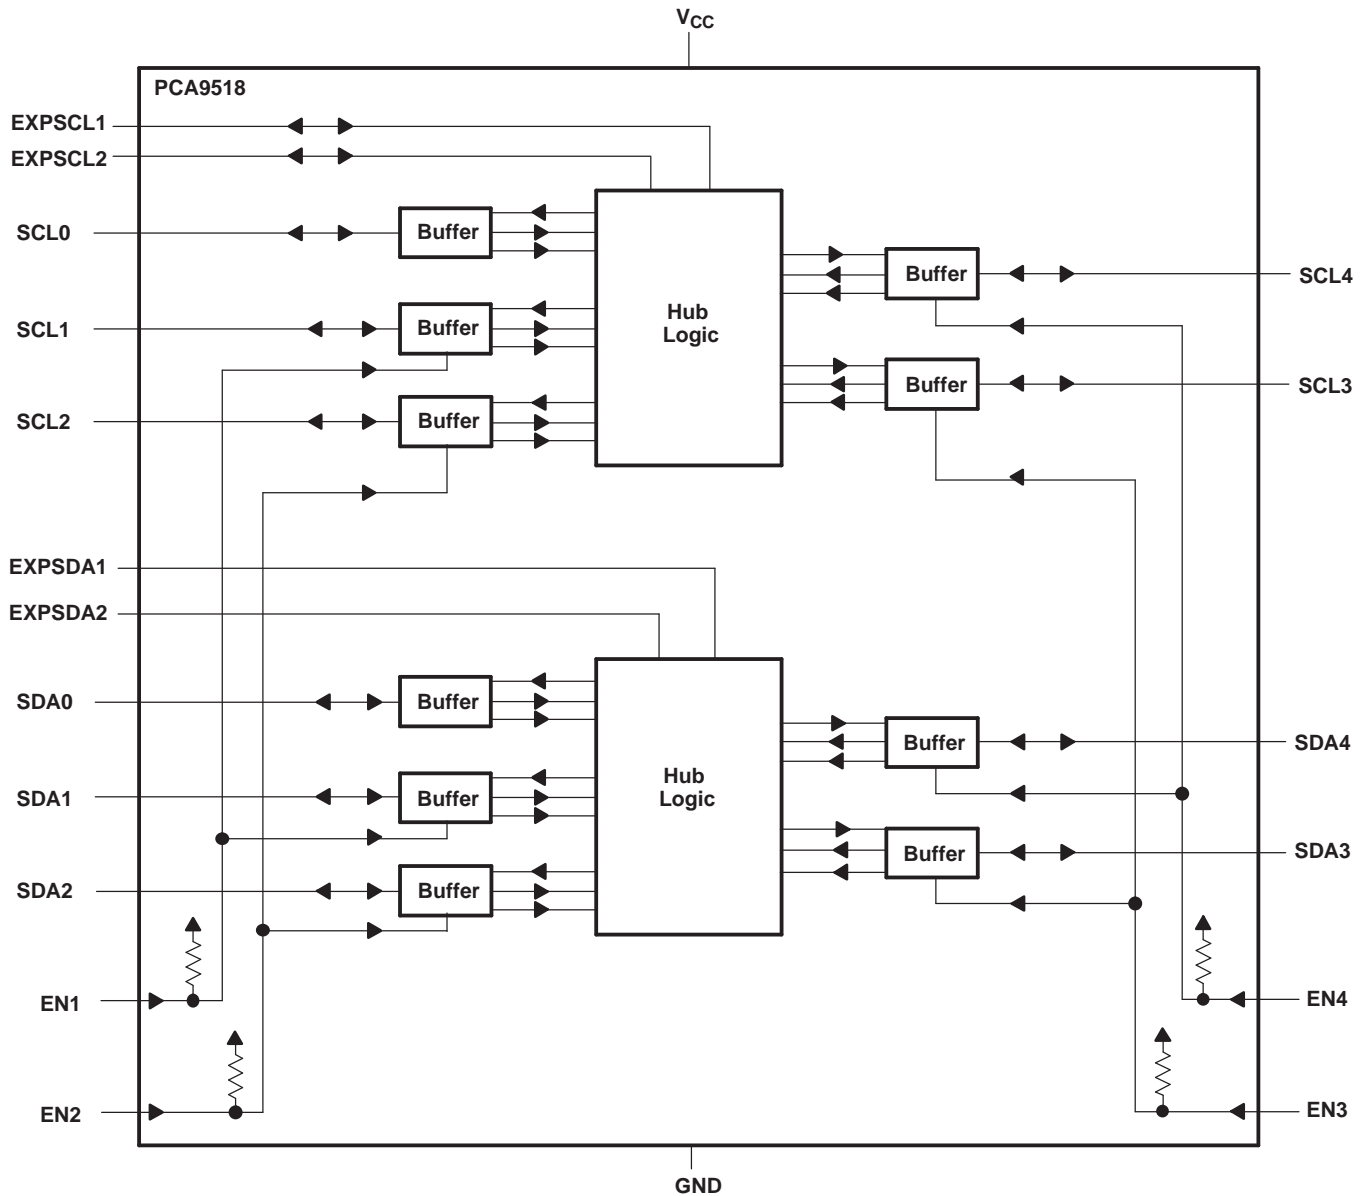 VCC
PCA9518
EXPSCL1
EXPSCL2
SCL0
Buffer
SCL1
Buffer
SCL2
Buffer
Hub
Logic
Buffer
SCL4
Buffer
SCL3
EXPSDA1
EXPSDA2
SDA0
Buffer
SDA1
Buffer
SDA2
Buffer
Hub
Logic
Buffer
SDA4
Buffer
SDA3
EN1
EN4
EN2
EN3
GND